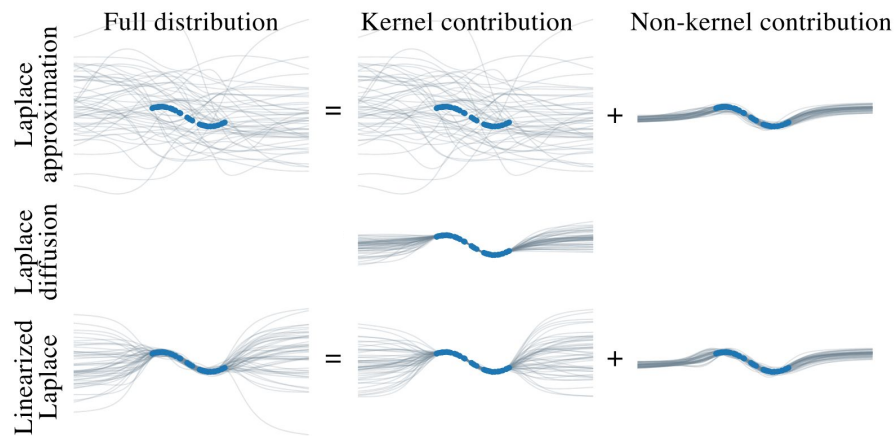 Full distribution
Kernel contribution
Non-kernel contribution
Laplace
approximation
=
+
Laplace
diffusion
Linearized
Laplace
=
+